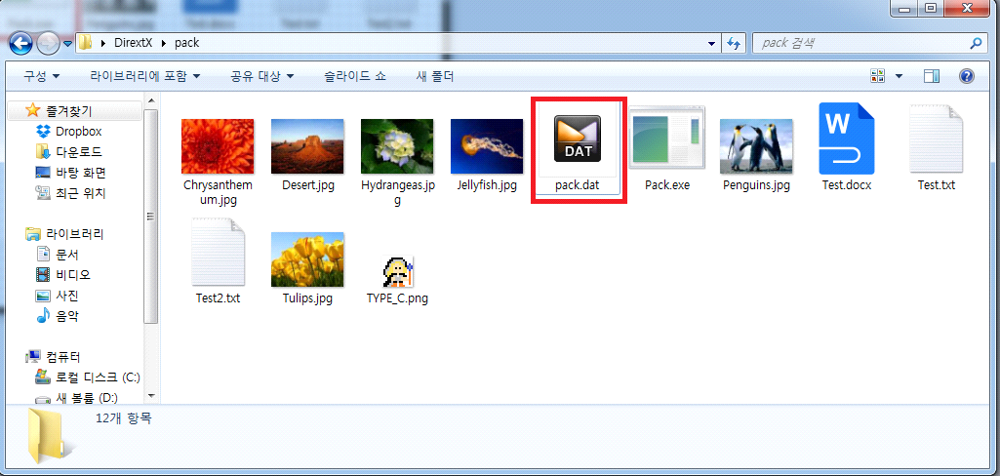 DirextX ▸ pack
pack 검색
구성
라이브러리에 포함
공유 대상
슬라이드 쇼
새 폴더
즐겨찾기
Dropbox
다운로드
바탕 화면
최근 위치
라이브러리
문서
비디오
사진
음악
컴퓨터
로컬 디스크 (C:)
새 볼륨 (D:)
Chrysanthem
um.jpg
Desert.jpg
Hydrangeas.jp
g
Jellyfish.jpg
DAT
pack.dat
Pack.exe
Penguins.jpg
W
Test.docx
Test.txt
Test2.txt
Tulips.jpg
TYPE_C.png
12개 항목